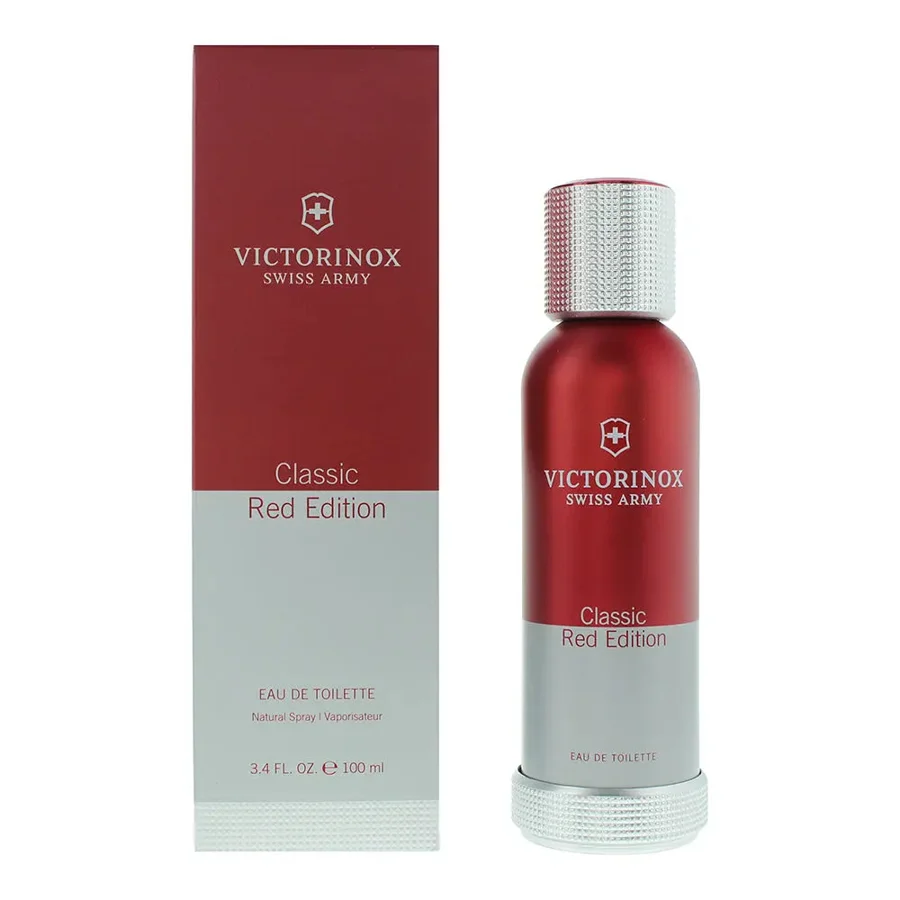 VICTORINOX
SWISS ARMY
Classic
Red Edition
EAU DE TOILETTE
Natural Spray | Vaporisateur
3.4 FL. OZ. ℮ 100 ml
VICTORINOX
SWISS ARMY
Classic
Red Edition
EAU DE TOILETTE